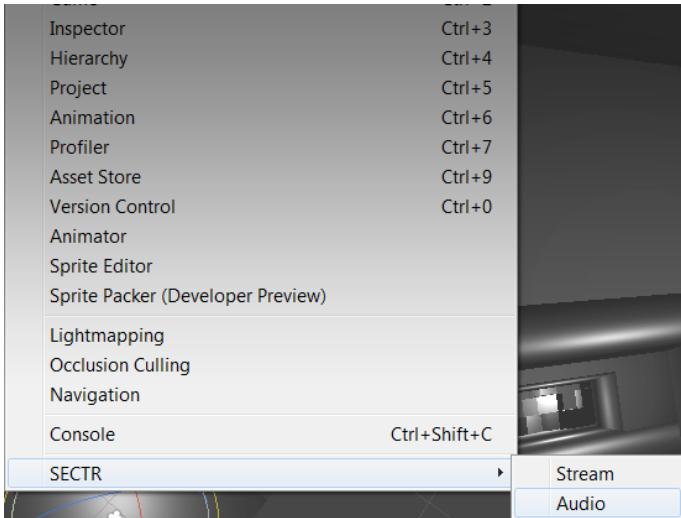 Inspector Ctrl+3
Hierarchy Ctrl+4
Project Ctrl+5
Animation Ctrl+6
Profiler Ctrl+7
Asset Store Ctrl+9
Version Control Ctrl+0
Animator
Sprite Editor
Sprite Packer (Developer Preview)
Lightmapping
Occlusion Culling
Navigation
Console Ctrl+Shift+C
SECTR Stream
Audio